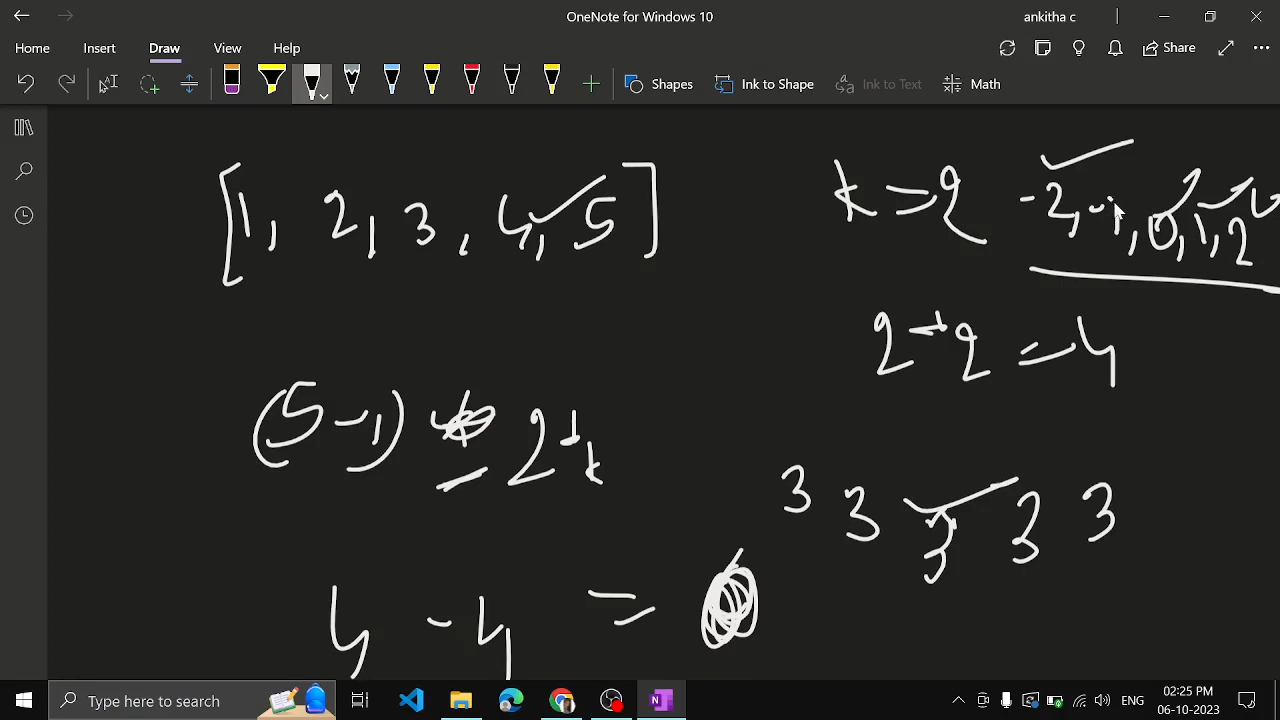 OneNote for Windows 10
ankitha c
Home Insert Draw View Help
Share
Shapes Ink to Shape Ink to Text Math
[1, 2, 3, 4, 5]
k = 2 -2, -1, 0, 1, 2
2*2 = 4
(5-1) - 2*k
3 3 3 3 3
4 - 4 =
Type here to search
ENG
02:25 PM
06-10-2023